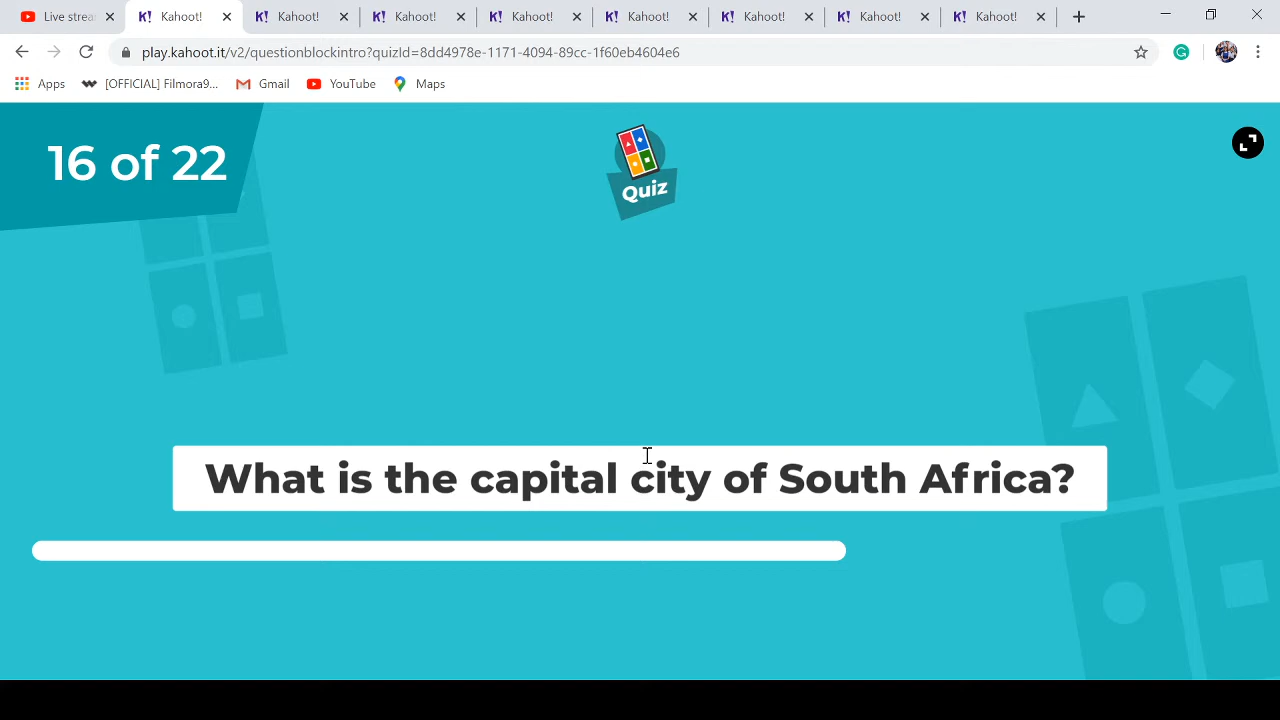 Live strea
Kahoot!
Kahoot!
Kahoot!
Kahoot!
Kahoot!
Kahoot!
Kahoot!
Kahoot!
play.kahoot.it/v2/questionblockintro?quizId=8dd4978e-1171-4094-89cc-1f60eb4604e6
Apps
[OFFICIAL] Filmora9...
Gmail
YouTube
Maps
16 of 22
Quiz
What is the capital city of South Africa?